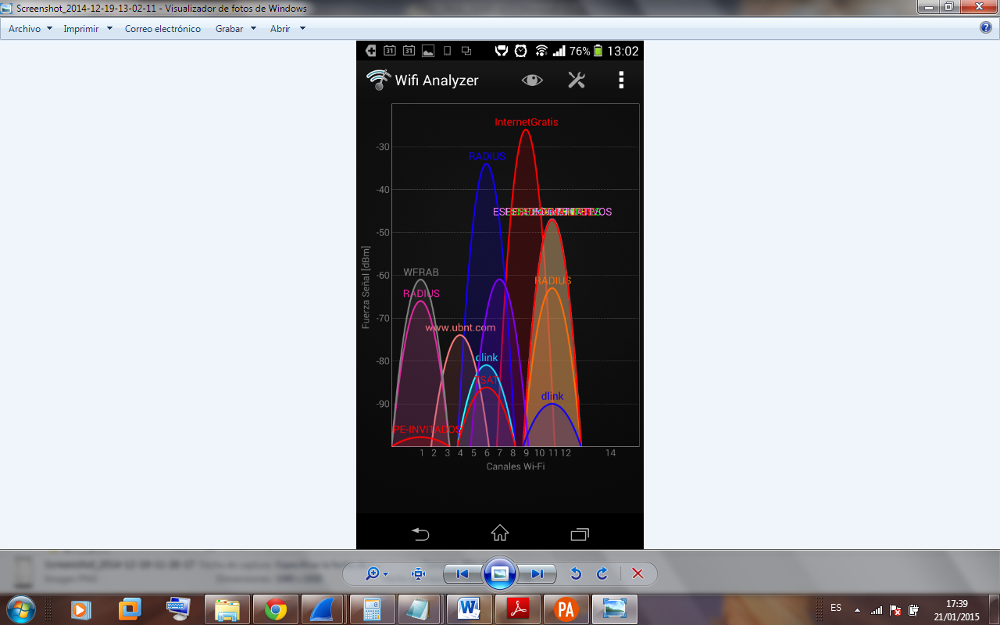 Screenshot_2014-12-19-13-02-11 - Visualizador de fotos de Windows
Archivo Imprimir Correo electrónico Grabar Abrir
31 31 76% 13:02
Wifi Analyzer
InternetGratis
-30
RADIUS
-40
-50
WFRAB
-60
RADIUS
RADIUS
-70
www.ubnt.com
dlink
-80
dlink
-90
PE-INVITADOS
Fuerza Señal [dBm]
1 2 3 4 5 6 7 8 9 10 11 12 14
Canales Wi-Fi
W
PA
ES
17:39
21/01/2015